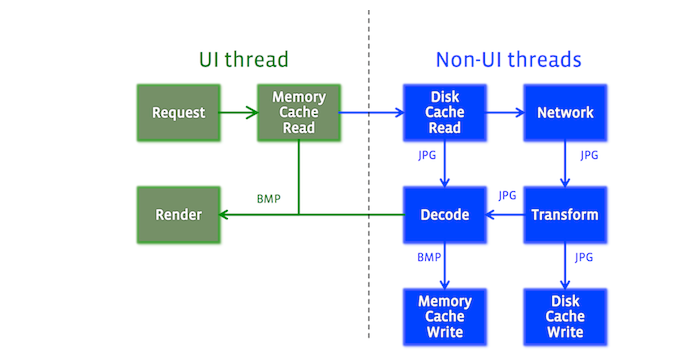 UI thread
Non-UI threads
Request
Memory
Cache
Read
Disk
Cache
Read
Network
JPG
JPG
Render
BMP
Decode
JPG
Transform
BMP
JPG
Memory
Cache
Write
Disk
Cache
Write